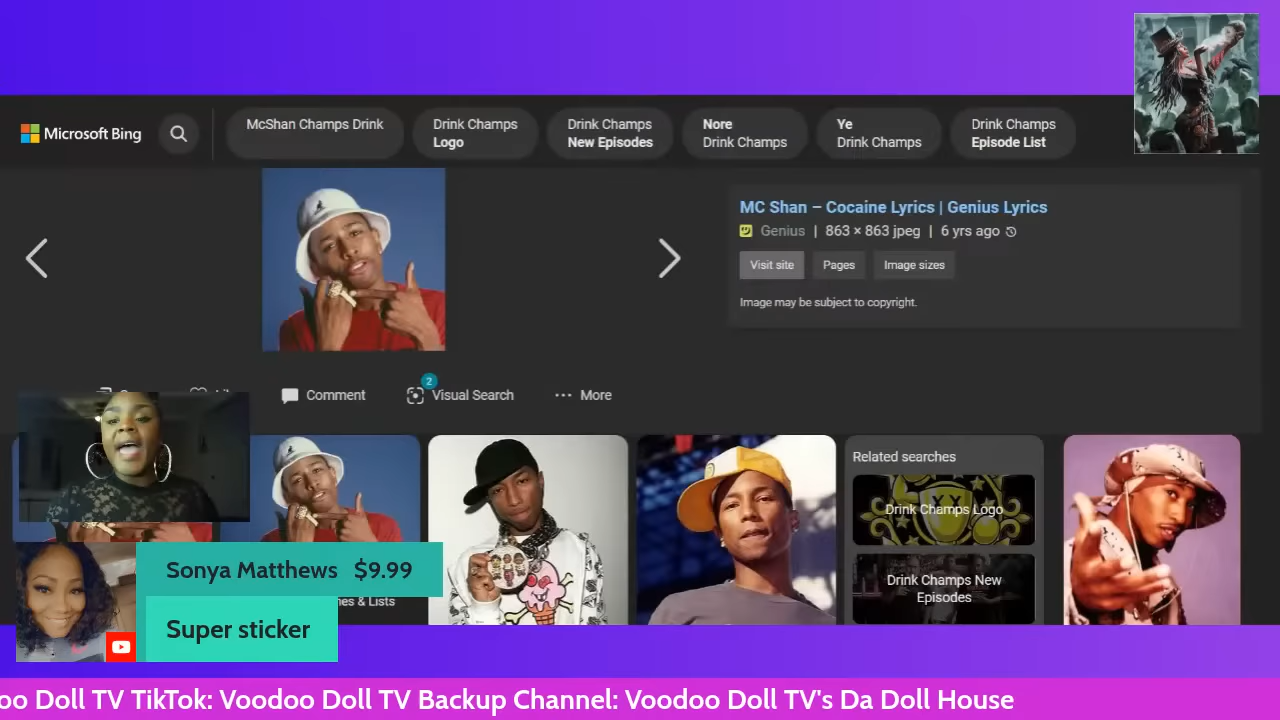 Microsoft Bing
McShan Champs Drink
Drink Champs
Logo
Drink Champs
New Episodes
Nore
Drink Champs
Ye
Drink Champs
Drink Champs
Episode List
MC Shan – Cocaine Lyrics | Genius Lyrics
Genius | 863 × 863 jpeg | 6 yrs ago
Visit site
Pages
Image sizes
Image may be subject to copyright.
2
Comment
Visual Search
More
Related searches
Drink Champs Logo
Drink Champs New
Episodes
Sonya Matthews $9.99
& Lists
Super sticker
Doll TV TikTok: Voodoo Doll TV Backup Channel: Voodoo Doll TV's Da Doll House